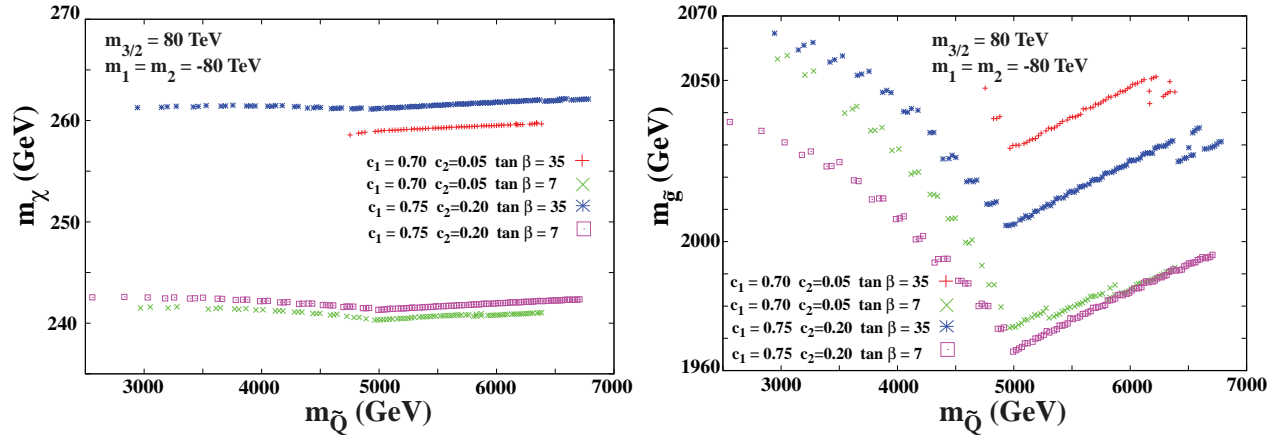 270
m3/2 = 80 TeV
m1 = m2 = -80 TeV
260
c1 = 0.70 c2=0.05 tan β = 35
c1 = 0.70 c2=0.05 tan β = 7
c1 = 0.75 c2=0.20 tan β = 35
c1 = 0.75 c2=0.20 tan β = 7
250
240
mχ (GeV)
3000 4000 5000 6000 7000
mQ̃ (GeV)
2070
m3/2 = 80 TeV
m1 = m2 = -80 TeV
2050
2000
c1 = 0.70 c2=0.05 tan β = 35
c1 = 0.70 c2=0.05 tan β = 7
c1 = 0.75 c2=0.20 tan β = 35
c1 = 0.75 c2=0.20 tan β = 7
1960
mg̃ (GeV)
3000 4000 5000 6000 7000
mQ̃ (GeV)